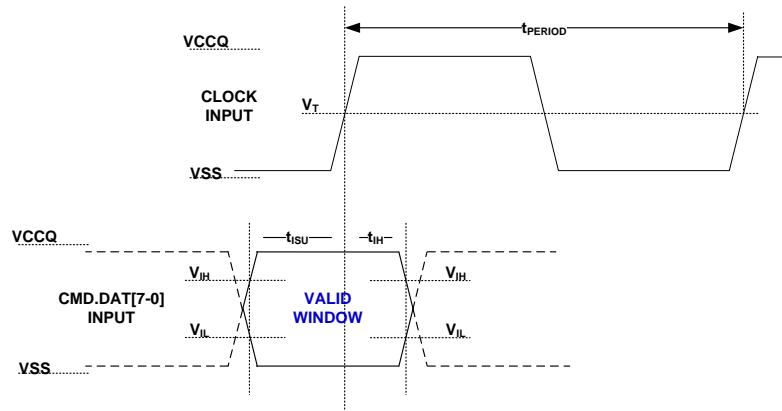 tPERIOD
VCCQ
CLOCK
INPUT
VT
VSS
VCCQ
tISU
tIH
VIH
VIH
CMD.DAT[7-0]
INPUT
VALID
WINDOW
VIL
VIL
VSS